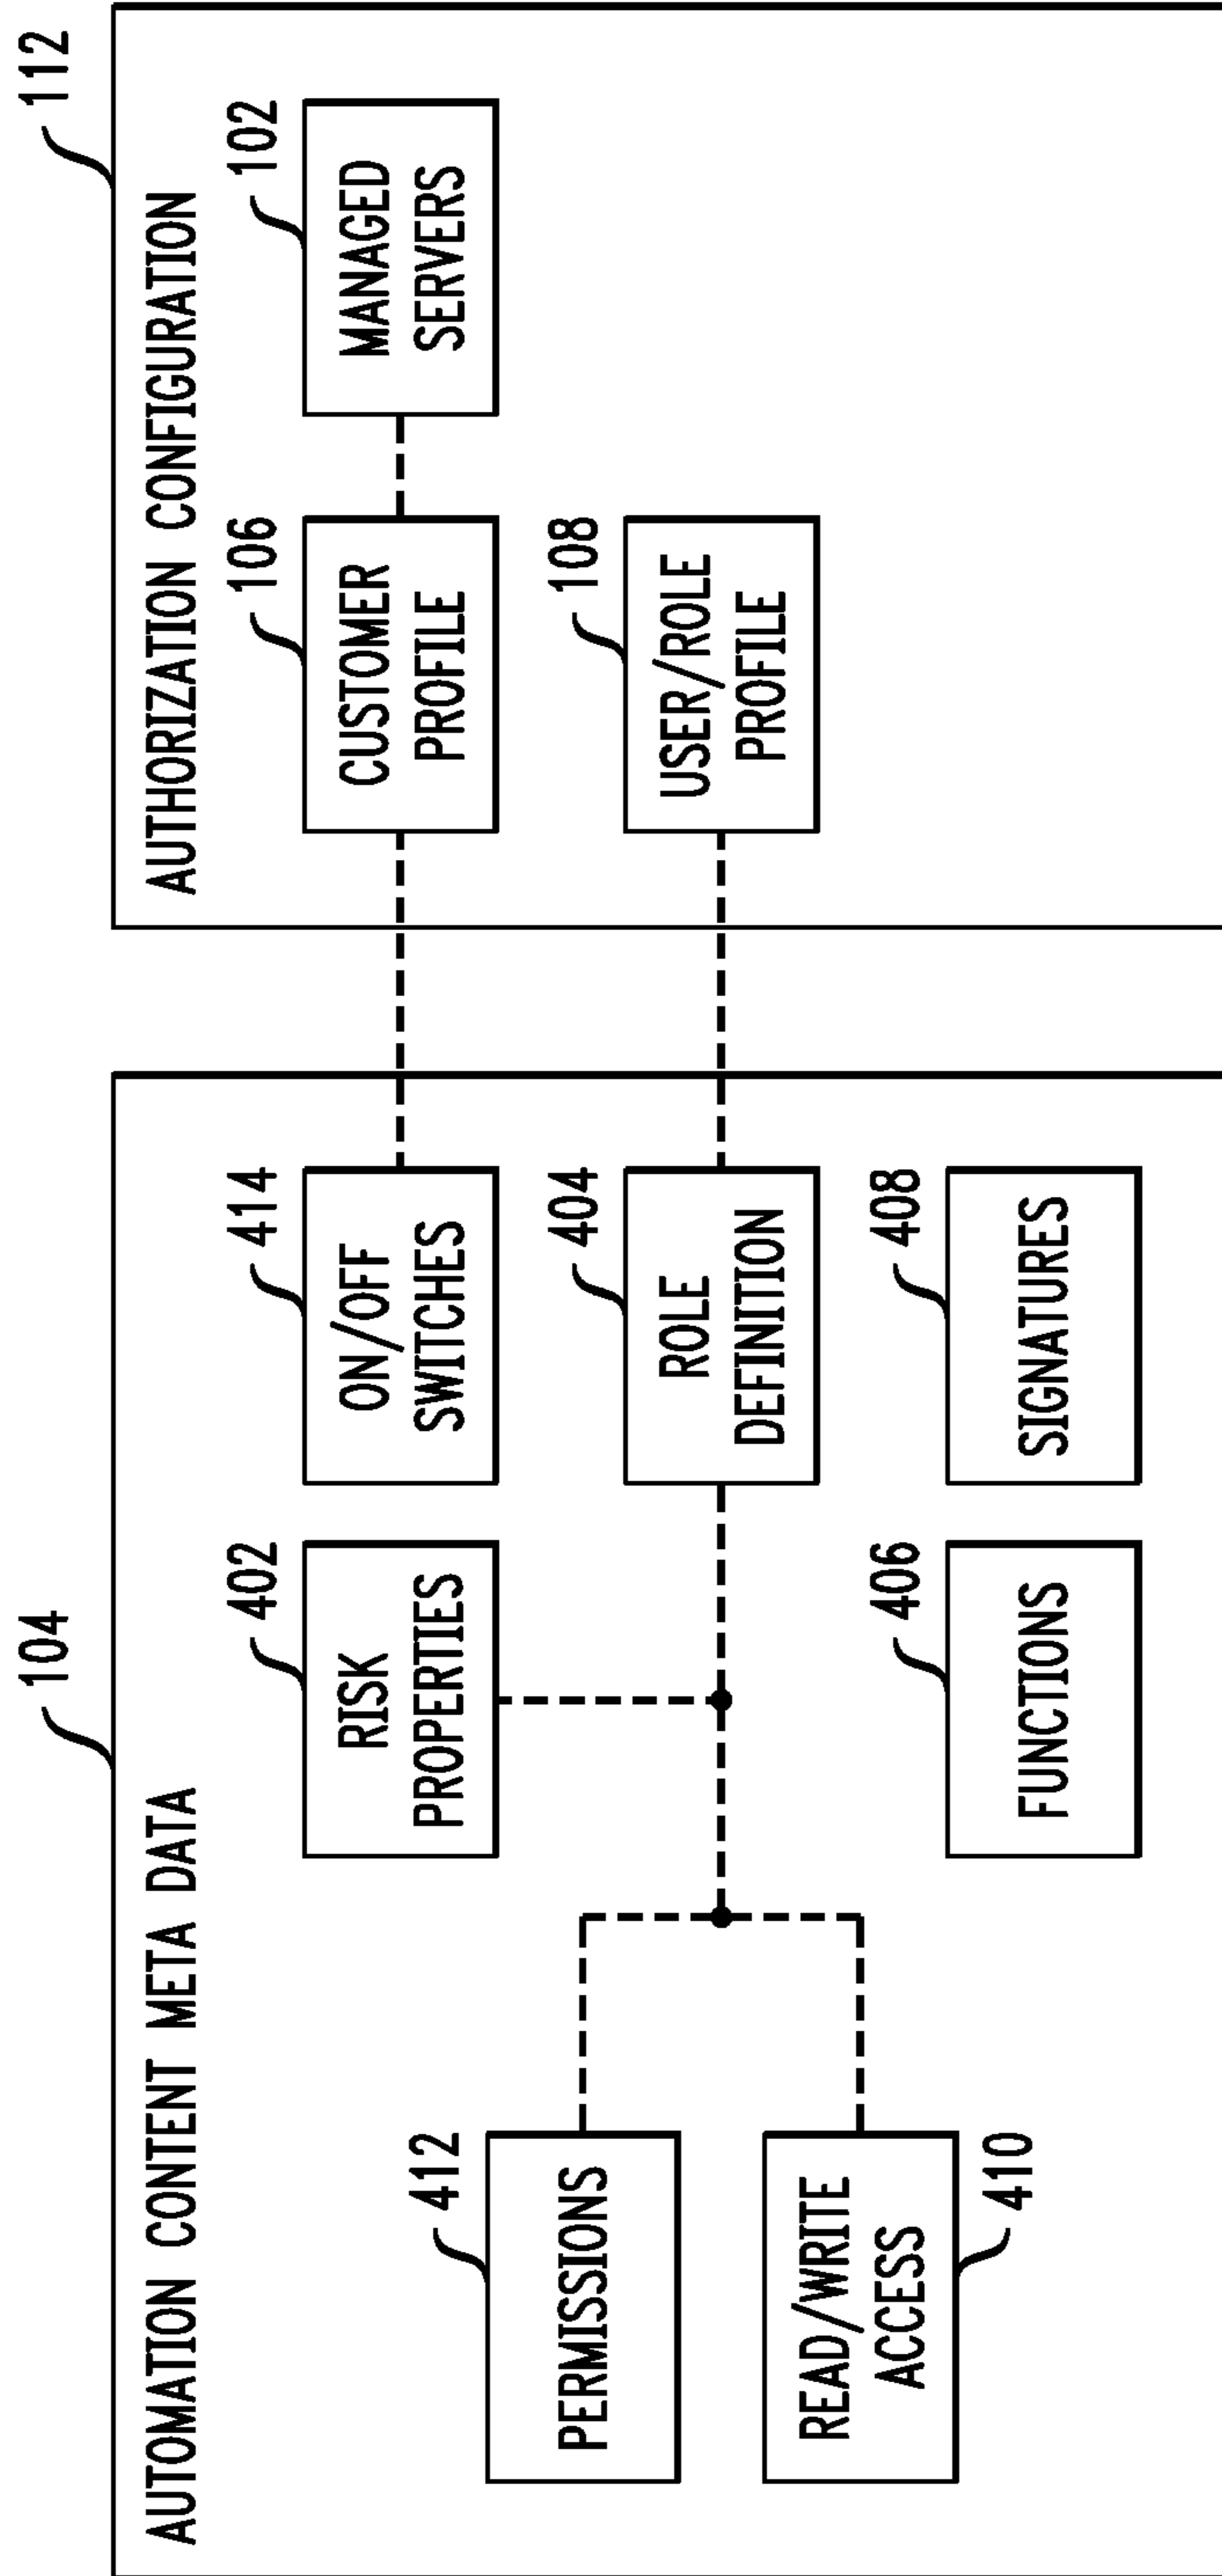 104
AUTOMATION CONTENT META DATA
412
PERMISSIONS
READ/WRITE
ACCESS
410
402
RISK
PROPERTIES
414
ON/OFF
SWITCHES
404
ROLE
DEFINITION
406
FUNCTIONS
408
SIGNATURES
112
AUTHORIZATION CONFIGURATION
106
CUSTOMER
PROFILE
102
MANAGED
SERVERS
108
USER/ROLE
PROFILE